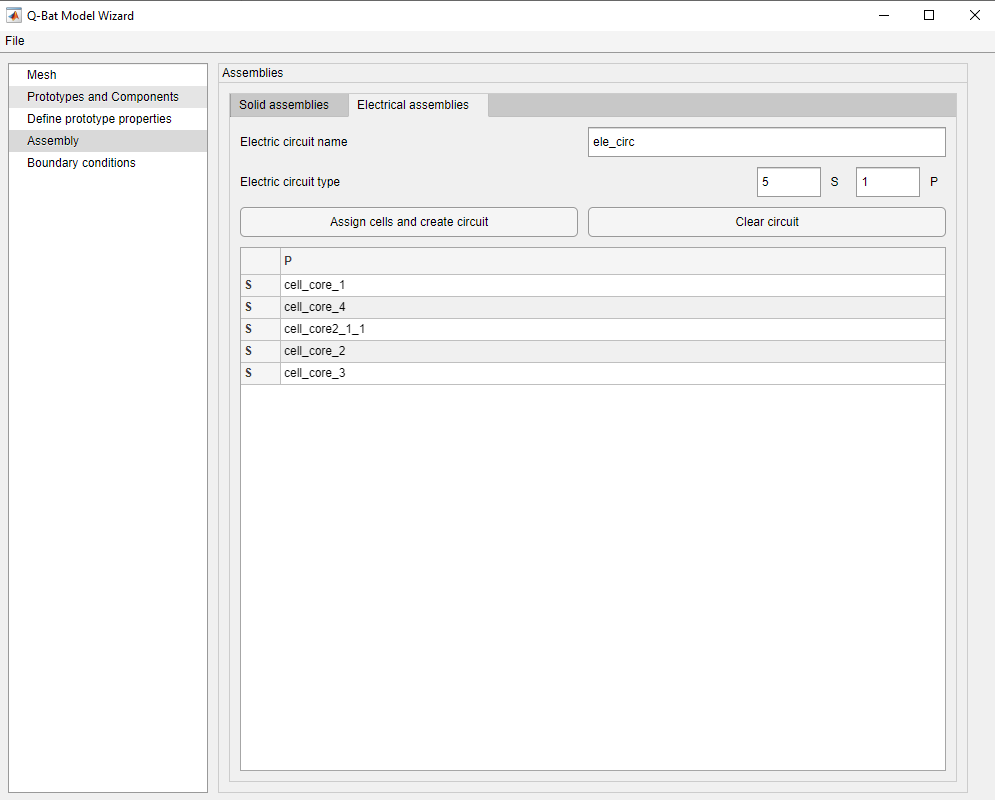 Q-Bat Model Wizard
File
Mesh
Prototypes and Components
Define prototype properties
Assembly
Boundary conditions
Assemblies
Solid assemblies Electrical assemblies
Electric circuit name ele_circ
Electric circuit type 5 S 1 P
Assign cells and create circuit Clear circuit
P
S cell_core_1
S cell_core_4
S cell_core2_1_1
S cell_core_2
S cell_core_3